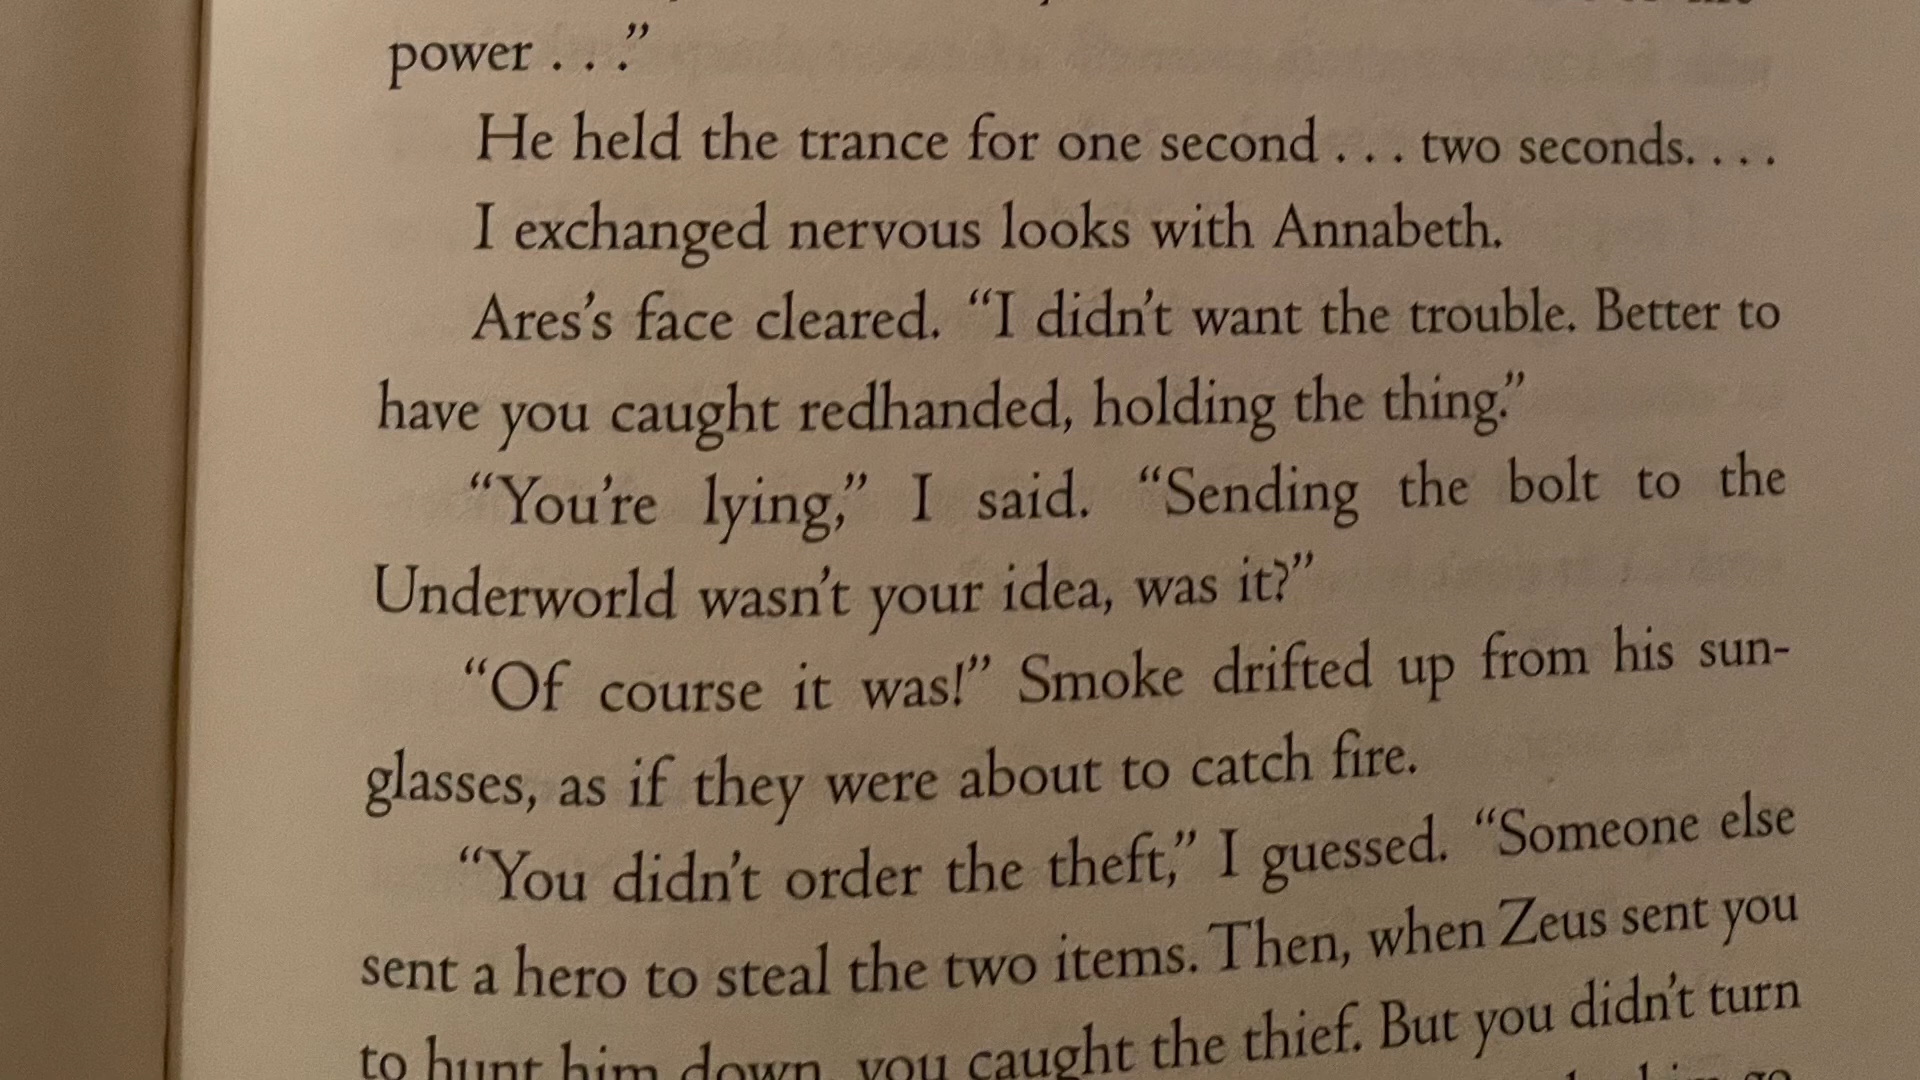 power . . .”
He held the trance for one second . . . two seconds. . . .
I exchanged nervous looks with Annabeth.
Ares’s face cleared. “I didn’t want the trouble. Better to
have you caught redhanded, holding the thing.”
“You’re lying,” I said. “Sending the bolt to the
Underworld wasn’t your idea, was it?”
“Of course it was!” Smoke drifted up from his sun-
glasses, as if they were about to catch fire.
“You didn’t order the theft,” I guessed. “Someone else
sent a hero to steal the two items. Then, when Zeus sent you
to hunt him down, you caught the thief. But you didn’t turn